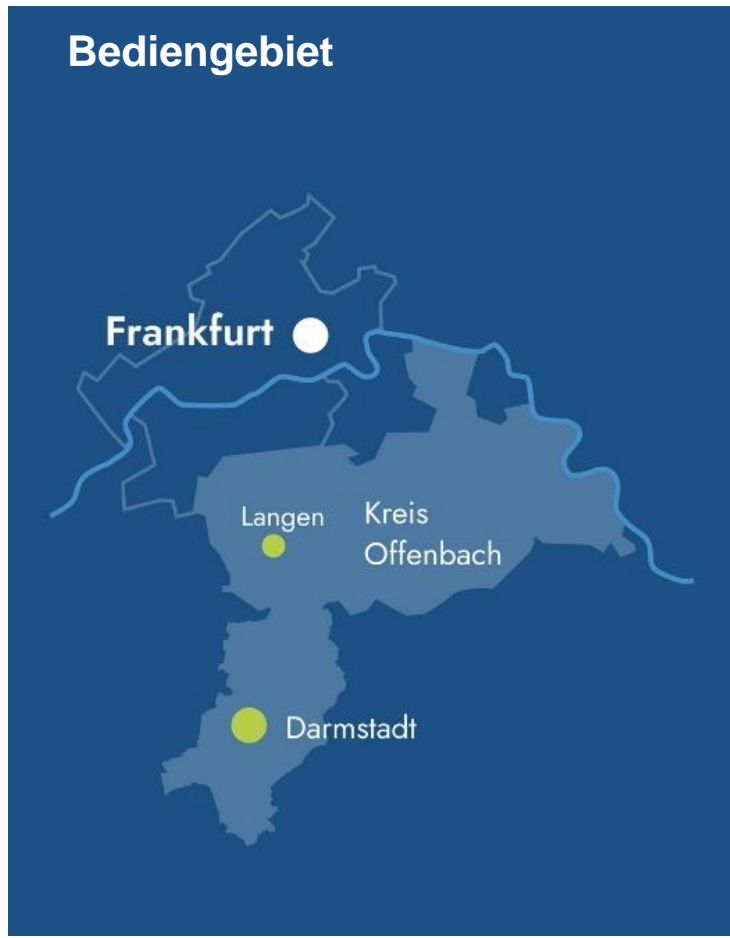 Bediengebiet
Frankfurt
Langen
Kreis
Offenbach
Darmstadt